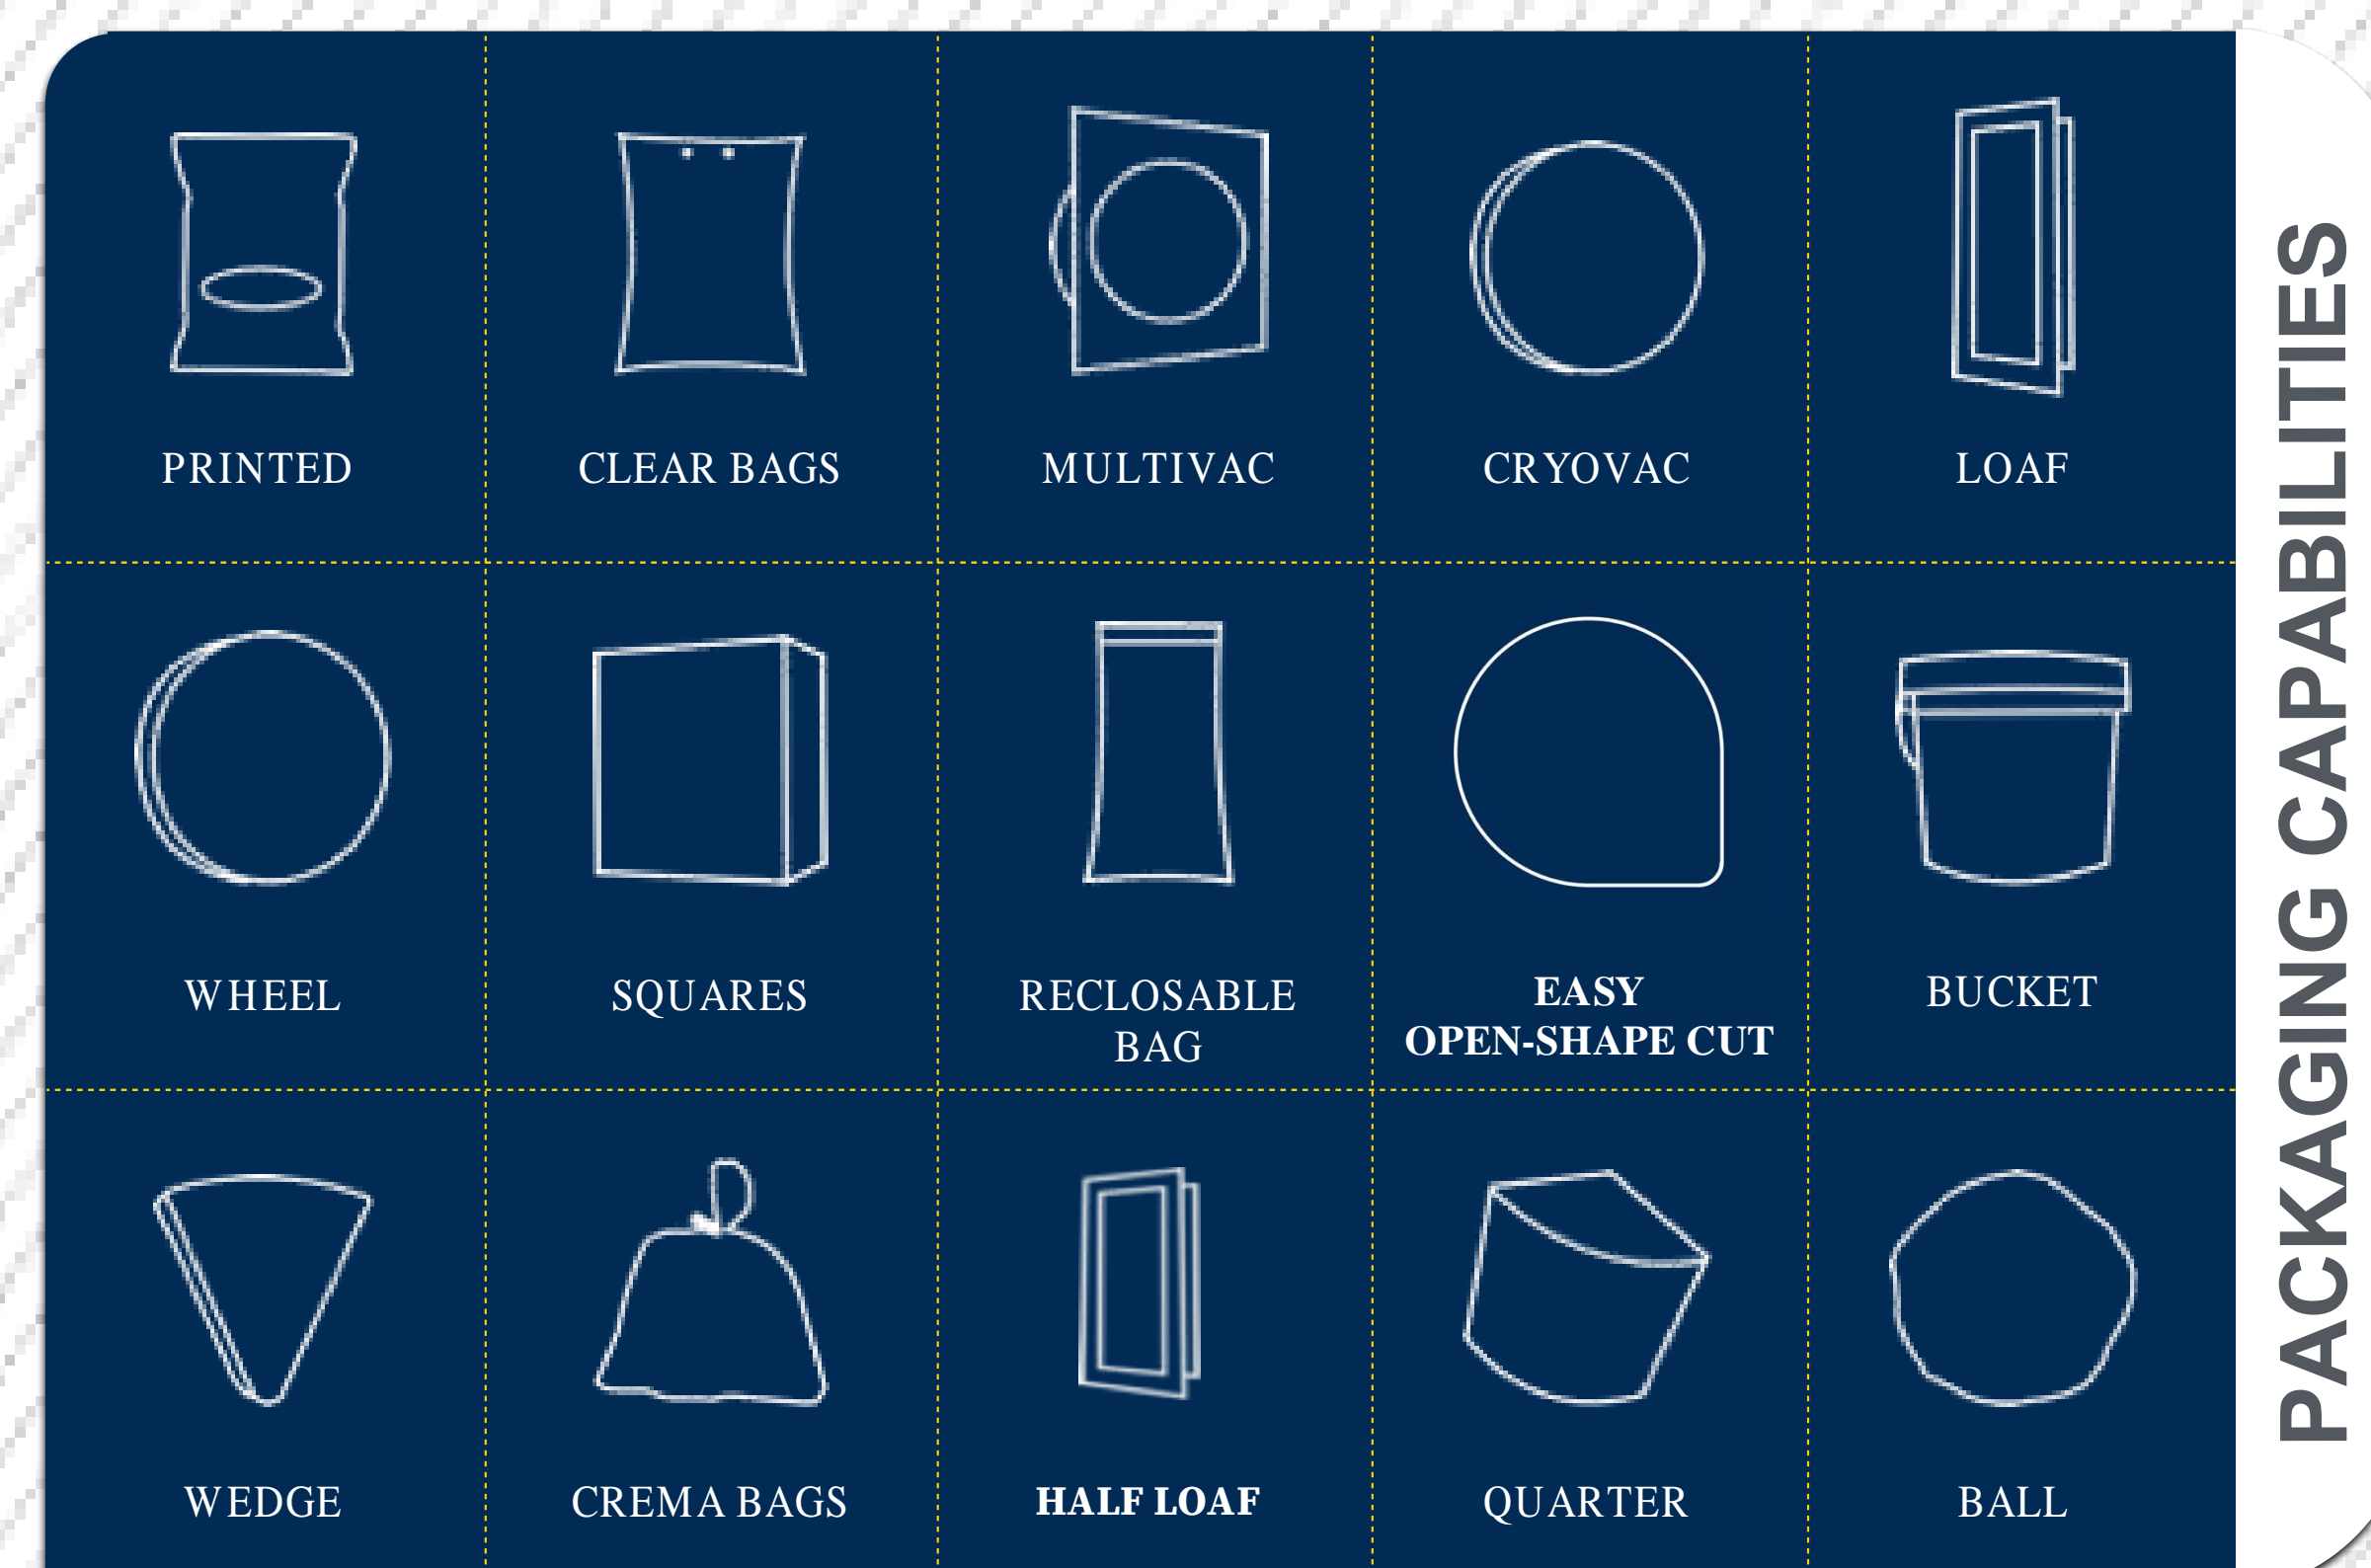 PRINTED
CLEAR BAGS
MULTIVAC
CRYOVAC
LOAF
WHEEL
SQUARES
RECLOSABLE
BAG
EASY
OPEN-SHAPE CUT
BUCKET
WEDGE
CREMA BAGS
HALF LOAF
QUARTER
BALL
PACKAGING CAPABILITIES